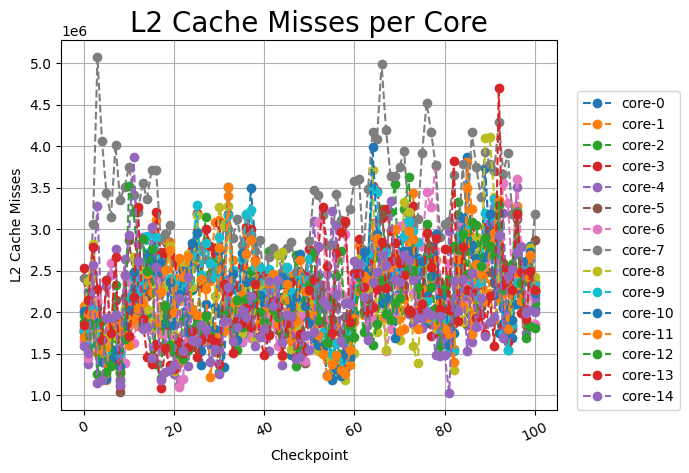 L2 Cache Misses per Core
1e6
5.0
4.5
4.0
3.5
3.0
2.5
2.0
1.5
1.0
L2 Cache Misses
0
20
40
60
80
100
Checkpoint
core-0
core-1
core-2
core-3
core-4
core-5
core-6
core-7
core-8
core-9
core-10
core-11
core-12
core-13
core-14